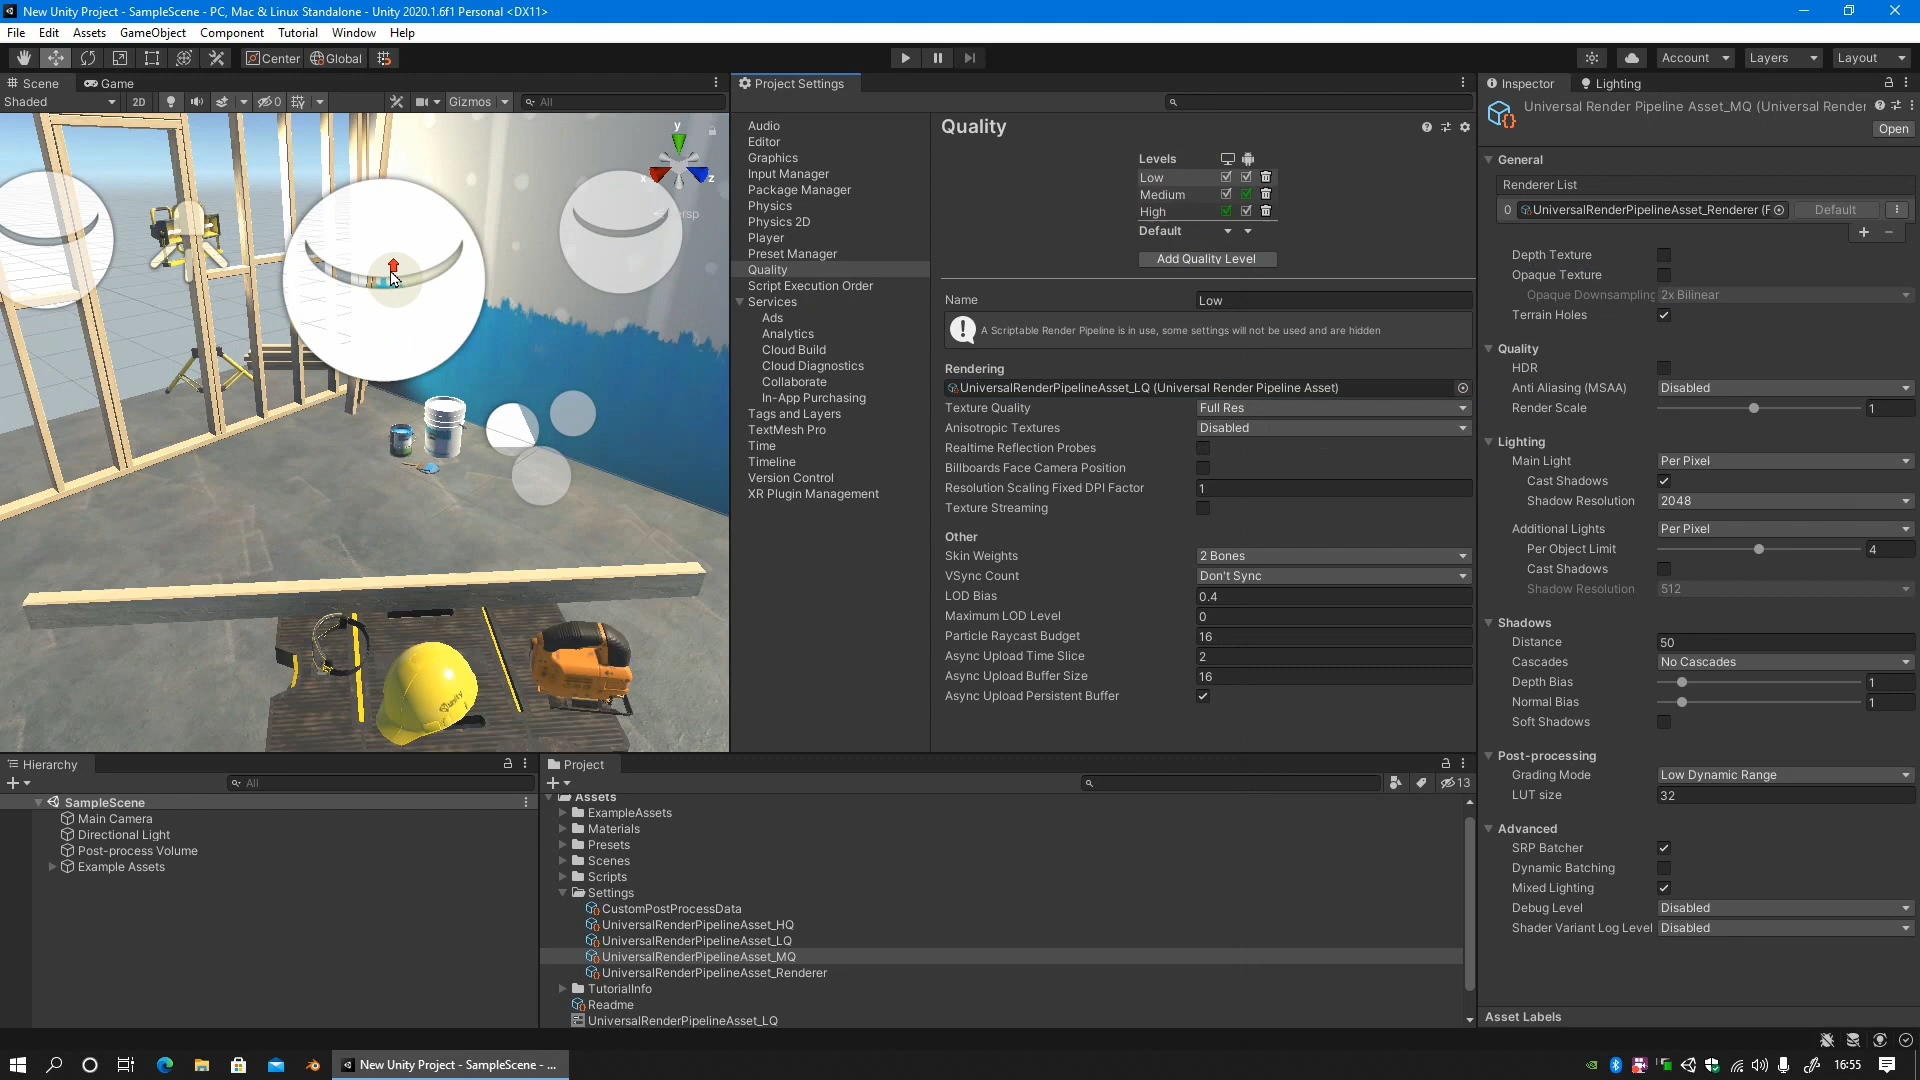 New Unity Project - SampleScene - PC, Mac & Linux Standalone - Unity 2020.1.6f1 Personal <DX11>
File Edit Assets GameObject Component Tutorial Window Help
Center Global Account Layers Layout
Scene Game
Shaded 2D 0 Gizmos All
y
x
z
Persp
unity
Project Settings
Audio
Editor
Graphics
Input Manager
Package Manager
Physics
Physics 2D
Player
Preset Manager
Quality
Script Execution Order
Services
Ads
Analytics
Cloud Build
Cloud Diagnostics
Collaborate
In-App Purchasing
Tags and Layers
TextMesh Pro
Time
Timeline
Version Control
XR Plugin Management
Quality
Levels
Low
Medium
High
Default
Add Quality Level
Name Low
A Scriptable Render Pipeline is in use, some settings will not be used and are hidden
Rendering
UniversalRenderPipelineAsset_LQ (Universal Render Pipeline Asset)
Texture Quality Full Res
Anisotropic Textures Disabled
Realtime Reflection Probes
Billboards Face Camera Position
Resolution Scaling Fixed DPI Factor 1
Texture Streaming
Other
Skin Weights 2 Bones
VSync Count Don't Sync
LOD Bias 0.4
Maximum LOD Level 0
Particle Raycast Budget 16
Async Upload Time Slice 2
Async Upload Buffer Size 16
Async Upload Persistent Buffer
Inspector Lighting
Universal Render Pipeline Asset_MQ (Universal Render
Open
General
Renderer List
0 UniversalRenderPipelineAsset_Renderer (F Default
Depth Texture
Opaque Texture
Opaque Downsampling 2x Bilinear
Terrain Holes
Quality
HDR
Anti Aliasing (MSAA) Disabled
Render Scale 1
Lighting
Main Light Per Pixel
Cast Shadows
Shadow Resolution 2048
Additional Lights Per Pixel
Per Object Limit 4
Cast Shadows
Shadow Resolution 512
Shadows
Distance 50
Cascades No Cascades
Depth Bias 1
Normal Bias 1
Soft Shadows
Post-processing
Grading Mode Low Dynamic Range
LUT size 32
Advanced
SRP Batcher
Dynamic Batching
Mixed Lighting
Debug Level Disabled
Shader Variant Log Level Disabled
Asset Labels
Hierarchy
All
SampleScene
Main Camera
Directional Light
Post-process Volume
Example Assets
Project
13
Assets
ExampleAssets
Materials
Presets
Scenes
Scripts
Settings
CustomPostProcessData
UniversalRenderPipelineAsset_HQ
UniversalRenderPipelineAsset_LQ
UniversalRenderPipelineAsset_MQ
UniversalRenderPipelineAsset_Renderer
TutorialInfo
Readme
UniversalRenderPipelineAsset_LQ
New Unity Project - SampleScene - ...
16:55